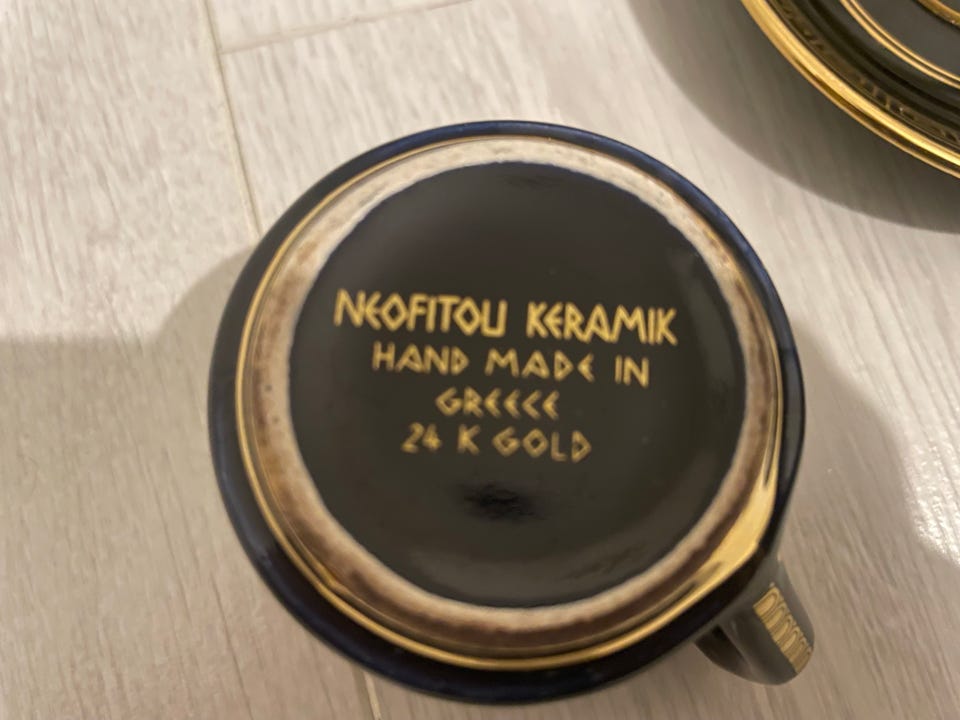 NEOFITOU KERAMIK
HAND MADE IN
GREECE
24 K GOLD